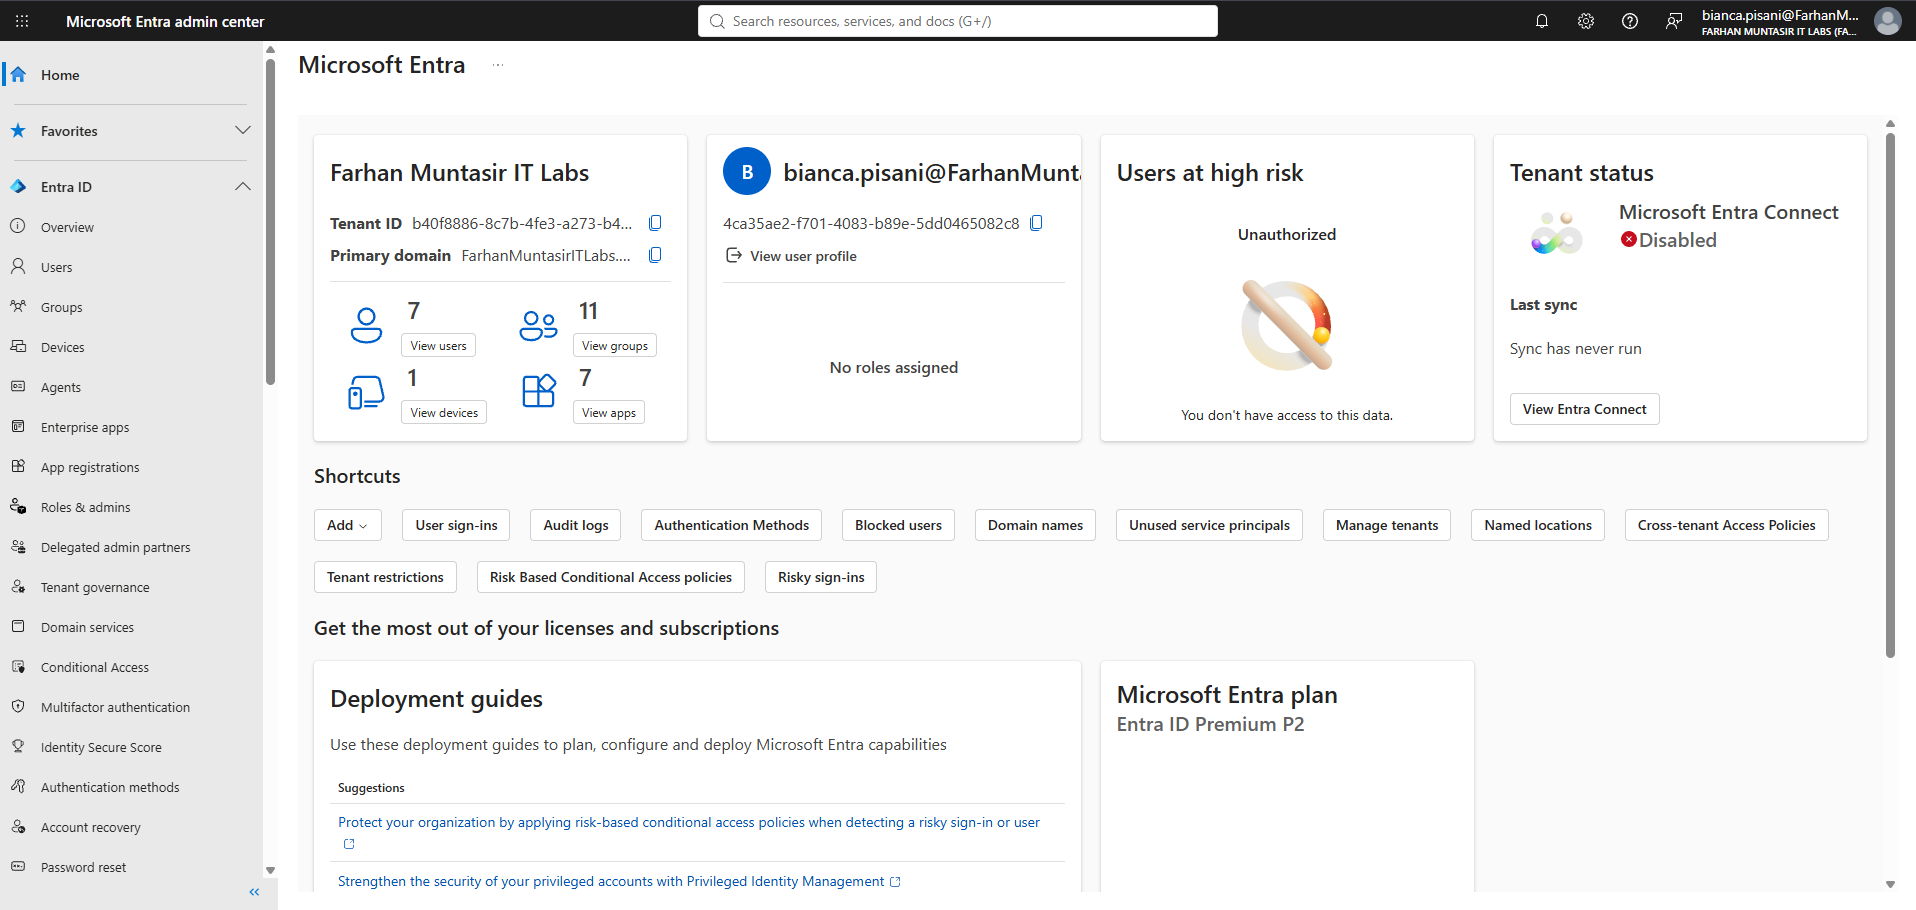 Microsoft Entra admin center
Search resources, services, and docs (G+/)
bianca.pisani@FarhanM...
FARHAN MUNTASIR IT LABS (FA...
Home
Favorites
Entra ID
Overview
Users
Groups
Devices
Agents
Enterprise apps
App registrations
Roles & admins
Delegated admin partners
Tenant governance
Domain services
Conditional Access
Multifactor authentication
Identity Secure Score
Authentication methods
Account recovery
Password reset
Microsoft Entra
Farhan Muntasir IT Labs
Tenant ID b40f8886-8c7b-4fe3-a273-b4...
Primary domain FarhanMuntasirITLabs....
7
View users
11
View groups
1
View devices
7
View apps
B
bianca.pisani@FarhanMunta
4ca35ae2-f701-4083-b89e-5dd0465082c8
View user profile
No roles assigned
Users at high risk
Unauthorized
You don't have access to this data.
Tenant status
Microsoft Entra Connect
Disabled
Last sync
Sync has never run
View Entra Connect
Shortcuts
Add User sign-ins Audit logs Authentication Methods Blocked users Domain names Unused service principals Manage tenants Named locations Cross-tenant Access Policies
Tenant restrictions Risk Based Conditional Access policies Risky sign-ins
Get the most out of your licenses and subscriptions
Deployment guides
Use these deployment guides to plan, configure and deploy Microsoft Entra capabilities
Suggestions
Protect your organization by applying risk-based conditional access policies when detecting a risky sign-in or user
Strengthen the security of your privileged accounts with Privileged Identity Management
Microsoft Entra plan
Entra ID Premium P2